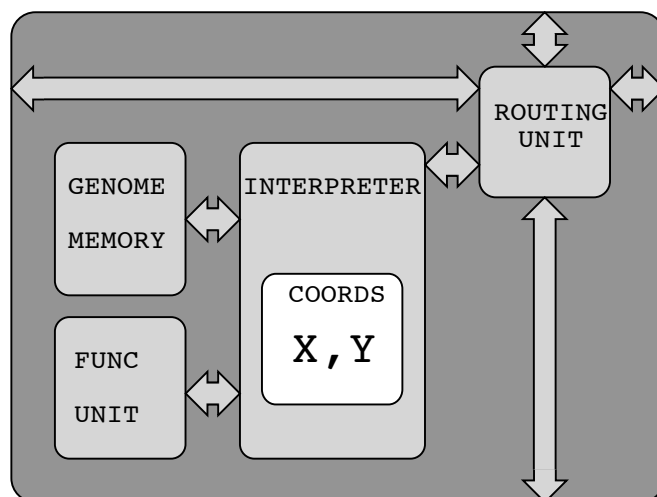 ROUTING
UNIT
GENOME
MEMORY
INTERPRETER
COORDS
X,Y
FUNC
UNIT